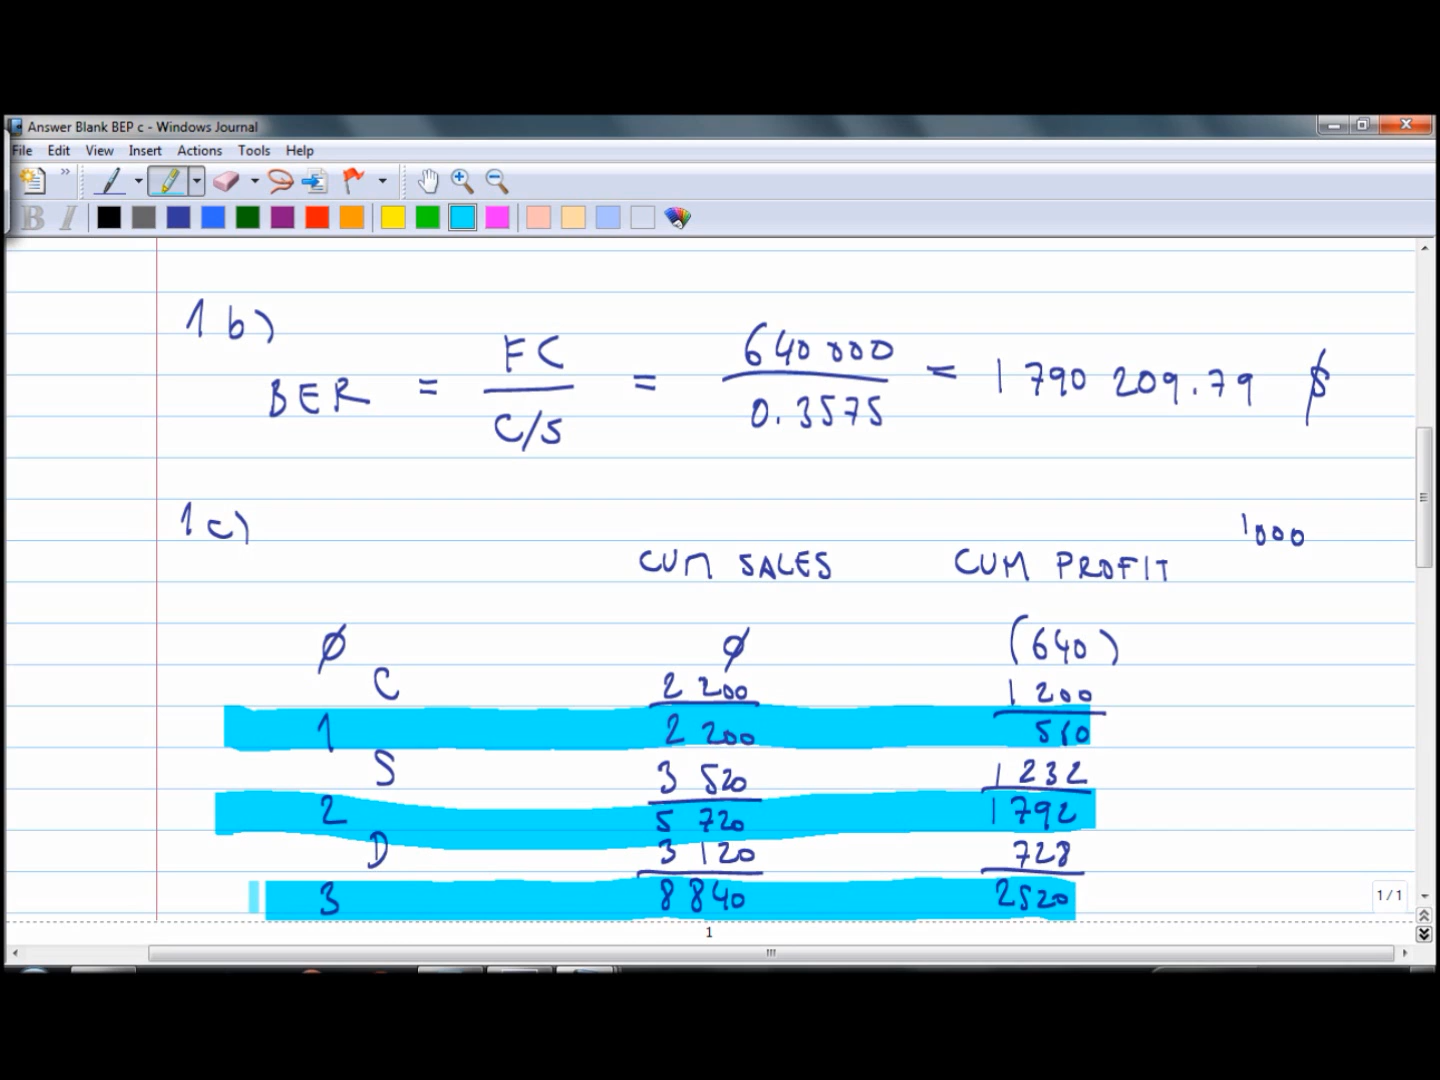 Answer Blank BEP c - Windows Journal
File Edit View Insert Actions Tools Help
B I
1 b)
BER = FC / C/S = 640 000 / 0.3575 = 1 790 209.79 $
1 c)
CUM SALES CUM PROFIT 1000
Ø Ø (640)
C 2 200 1 200
1 2 200 560
S 3 520 1 232
2 5 720 1 792
D 3 120 728
3 8 840 2520
1 / 1
1